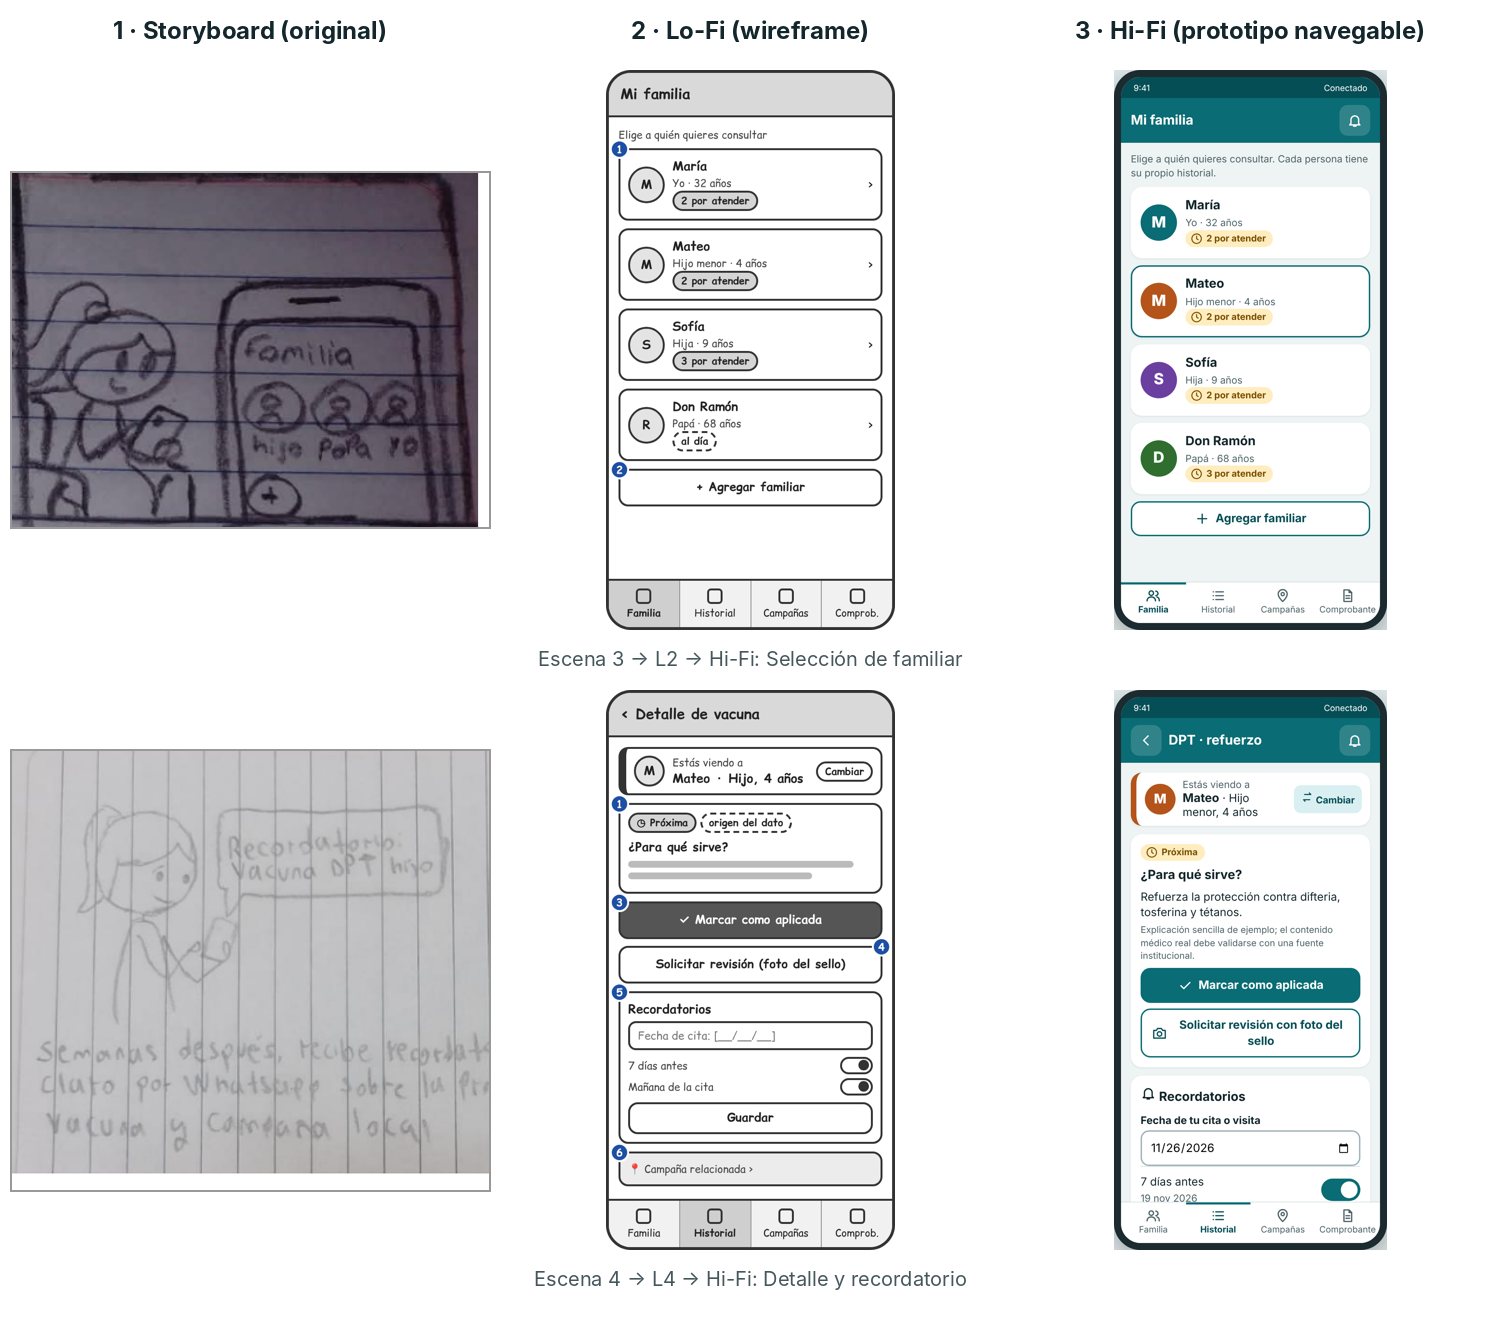 1 · Storyboard (original)
2 · Lo-Fi (wireframe)
3 · Hi-Fi (prototipo navegable)
Familia
hijo papa yo
+
Mi familia
Elige a quién quieres consultar
1
María
M
Yo · 32 años
2 por atender
›
Mateo
M
Hijo menor · 4 años
2 por atender
›
Sofía
S
Hija · 9 años
3 por atender
›
Don Ramón
R
Papá · 68 años
al día
›
2
+ Agregar familiar
Familia
Historial
Campañas
Comprob.
9:41
Conectado
Mi familia
Elige a quién quieres consultar. Cada persona tiene
su propio historial.
María
M
Yo · 32 años
2 por atender
Mateo
M
Hijo menor · 4 años
2 por atender
Sofía
S
Hija · 9 años
2 por atender
Don Ramón
D
Papá · 68 años
3 por atender
+ Agregar familiar
Familia
Historial
Campañas
Comprobante
Escena 3 → L2 → Hi-Fi: Selección de familiar
Recordatorio:
vacuna DPT hijo
Semanas después, recibe
claro por Whatsapp sobre la
vacuna y campana local
‹ Detalle de vacuna
M
Estás viendo a
Mateo · Hijo, 4 años
Cambiar
1
Próxima
origen del dato
¿Para qué sirve?
3
✓ Marcar como aplicada
4
Solicitar revisión (foto del sello)
5
Recordatorios
Fecha de cita: [__/__/__]
7 días antes
Mañana de la cita
Guardar
6
Campaña relacionada ›
Familia
Historial
Campañas
Comprob.
9:41
Conectado
DPT · refuerzo
M
Estás viendo a
Mateo · Hijo
menor, 4 años
Cambiar
Próxima
¿Para qué sirve?
Refuerza la protección contra difteria,
tosferina y tétanos.
Explicación sencilla de ejemplo; el contenido
médico real debe validarse con una fuente
institucional.
✓ Marcar como aplicada
Solicitar revisión con foto del
sello
Recordatorios
Fecha de tu cita o visita
11/26/2026
7 días antes
19 nov 2026
Familia
Historial
Campañas
Comprobante
Escena 4 → L4 → Hi-Fi: Detalle y recordatorio